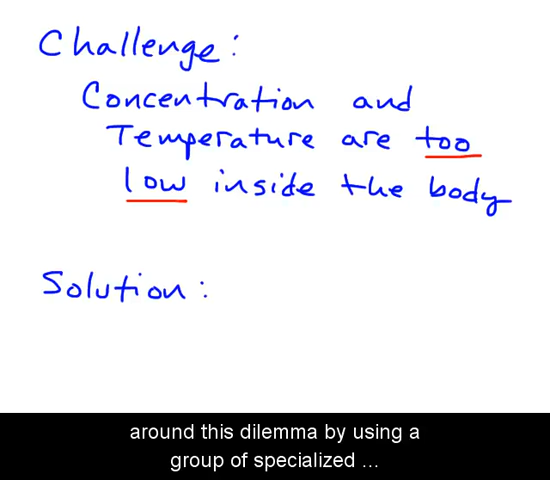 Challenge:
Concentration and
Temperature are too
low inside the body
Solution:
around this dilemma by using a
group of specialized ...